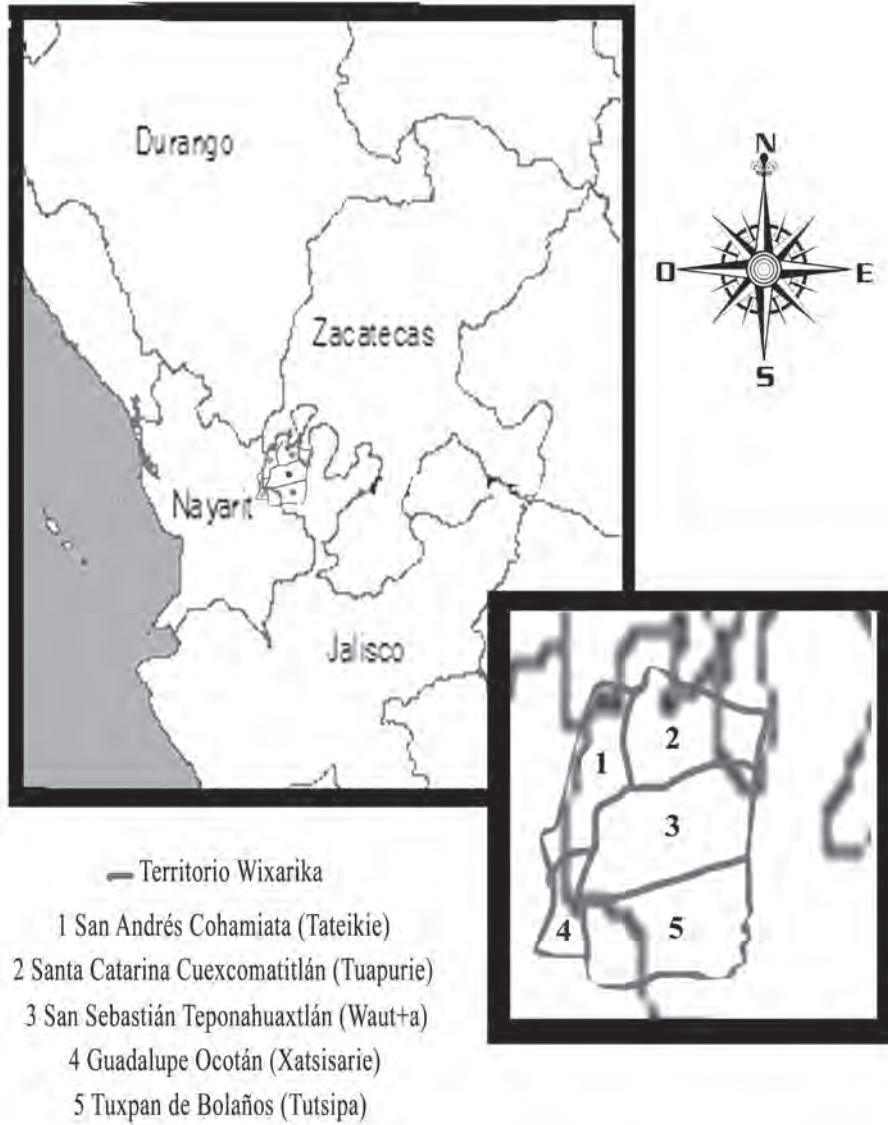 Durango
Zacatecas
Nayarit
Jalisco
N
O
E
S
1
2
3
4
5
Territorio Wixarika
1 San Andrés Cohamiata (Tateikie)
2 Santa Catarina Cuexcomatitlán (Tuapurie)
3 San Sebastián Teponahuaxtlán (Waut+a)
4 Guadalupe Ocotán (Xatsisarie)
5 Tuxpan de Bolaños (Tutsipa)